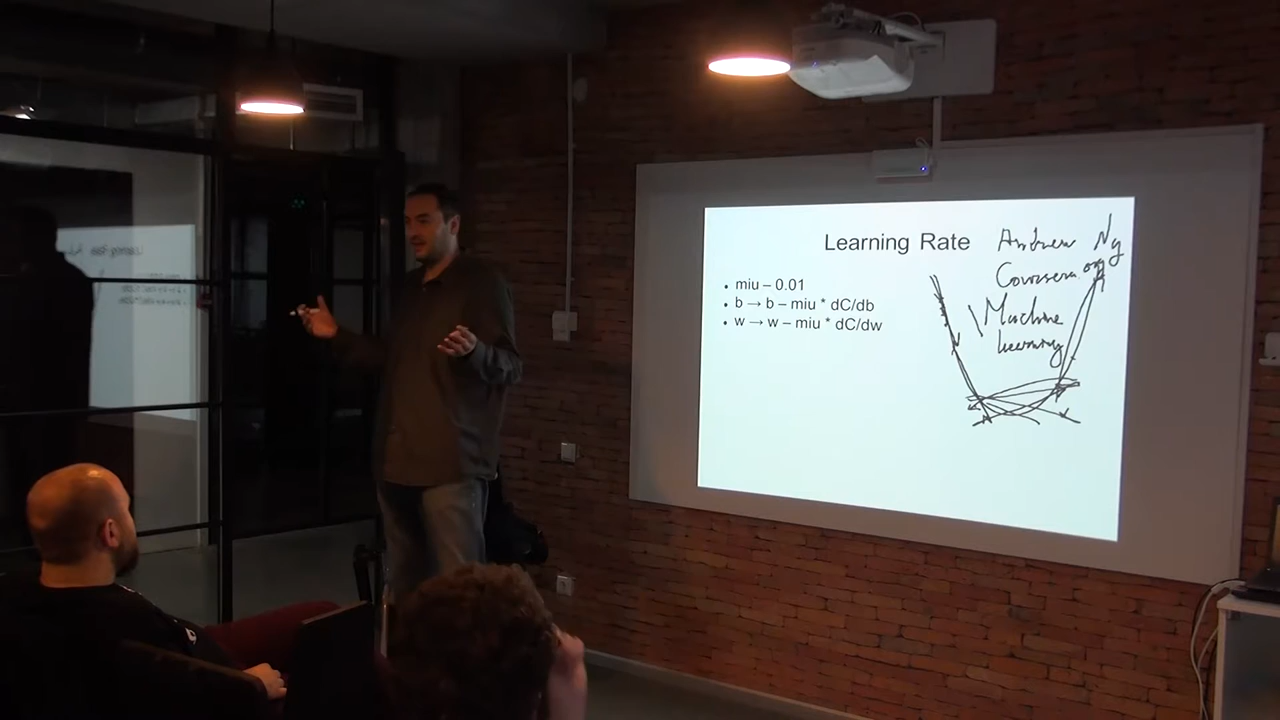 Learning Rate
• miu – 0.01
• b → b – miu * dC/db
• w → w – miu * dC/dw
Andrew Ng
Coursera.org
Machine
Learning